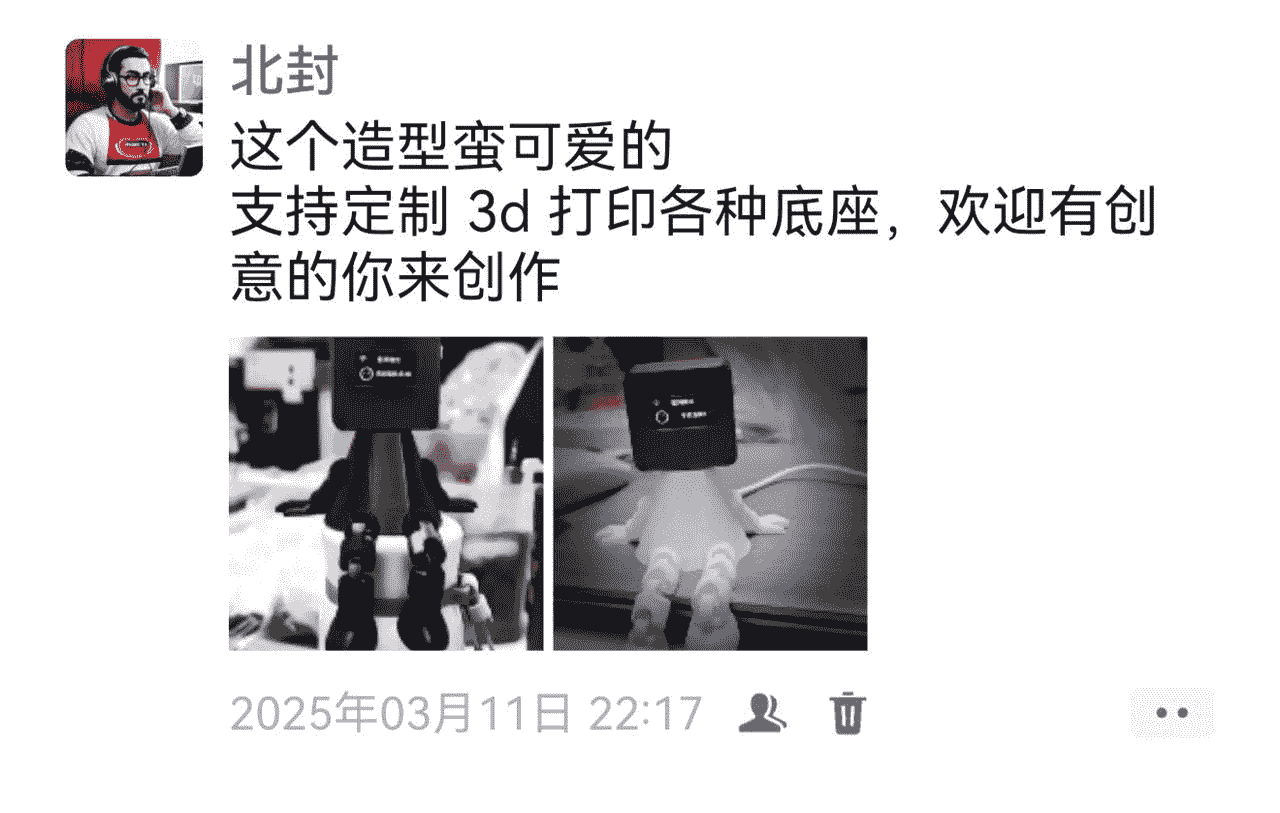 北封
这个造型蛮可爱的
支持定制 3d 打印各种底座，欢迎有创
意的你来创作
2025年03月11日 22:17